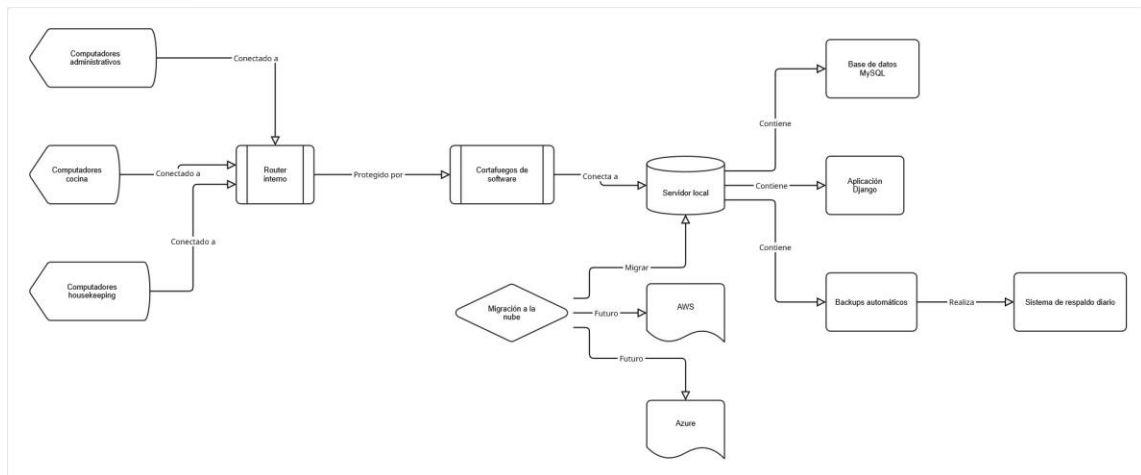 Computadores
administrativos
Conectado a
Base de datos
MySQL
Contiene
Computadores
cocina
Conectado a
Router
interno
Protegido por
Cortafuegos de
software
Conecta a
Servidor local
Contiene
Aplicación
Django
Conectado a
Contiene
Computadores
housekeeping
Migrar
Migración a la
nube
Futuro
AWS
Backups automáticos
Realiza
Sistema de respaldo diario
Futuro
Azure